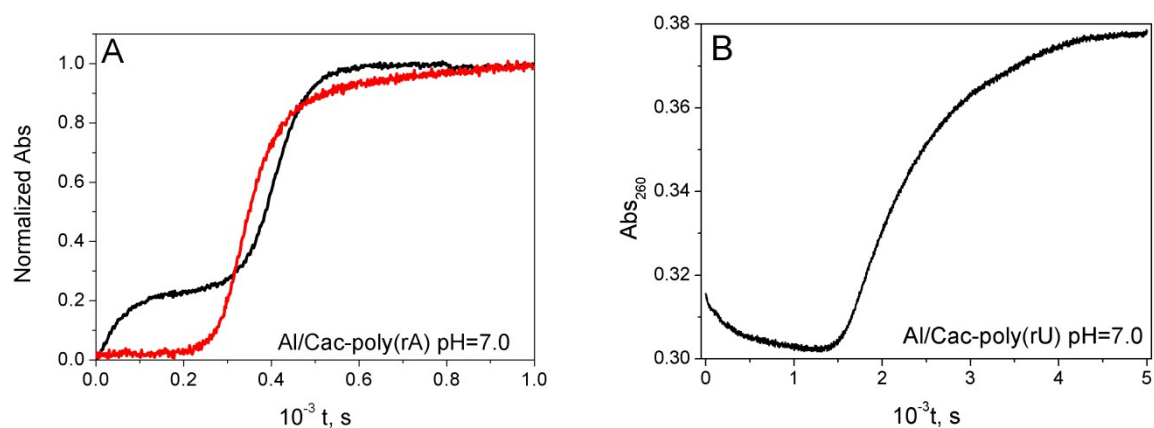 A
Normalized Abs
1.0
0.8
0.6
0.4
0.2
0.0
0.0 0.2 0.4 0.6 0.8 1.0
Al/Cac-poly(rA) pH=7.0
10⁻³ t, s
B
Abs₂₆₀
0.38
0.36
0.34
0.32
0.30
0 1 2 3 4 5
Al/Cac-poly(rU) pH=7.0
10⁻³t, s